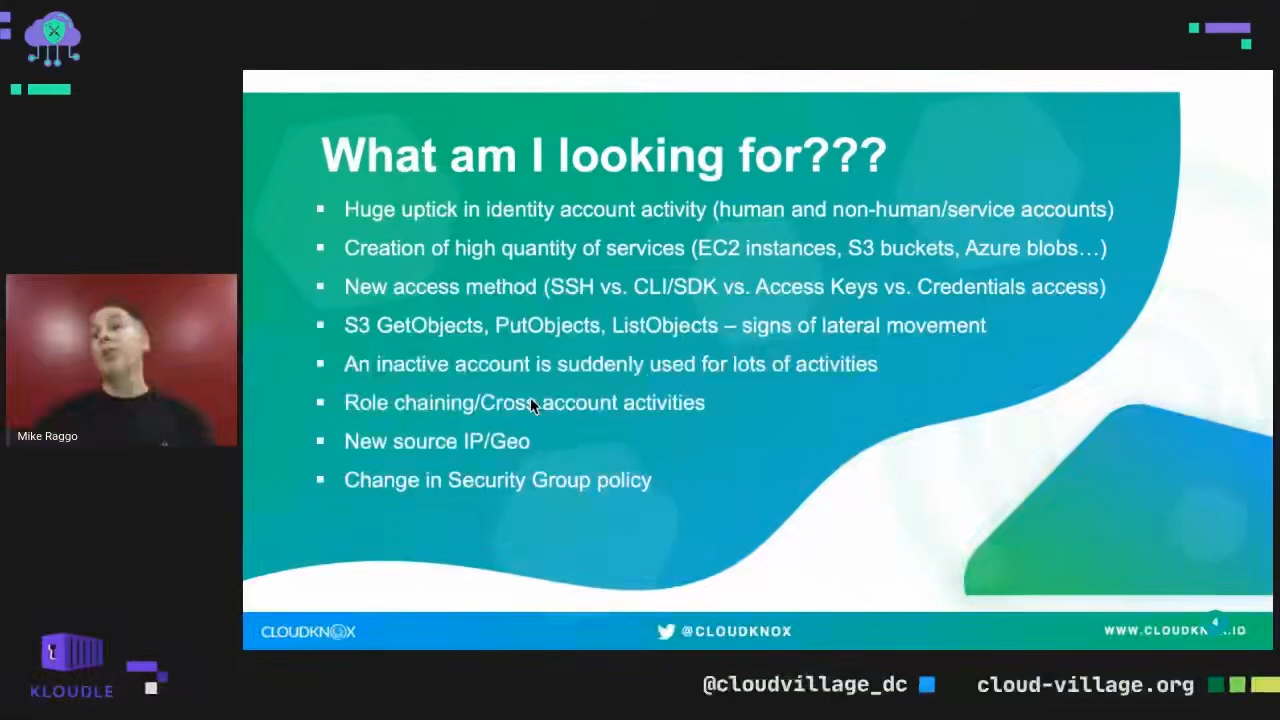 What am I looking for???
Huge uptick in identity account activity (human and non-human/service accounts)
Creation of high quantity of services (EC2 instances, S3 buckets, Azure blobs…)
New access method (SSH vs. CLI/SDK vs. Access Keys vs. Credentials access)
S3 GetObjects, PutObjects, ListObjects – signs of lateral movement
An inactive account is suddenly used for lots of activities
Role chaining/Cross-account activities
New source IP/Geo
Change in Security Group policy
Mike Raggo
CLOUDKNOX
@CLOUDKNOX
4
KLOUDLE
@cloudvillage_dc
cloud-village.org